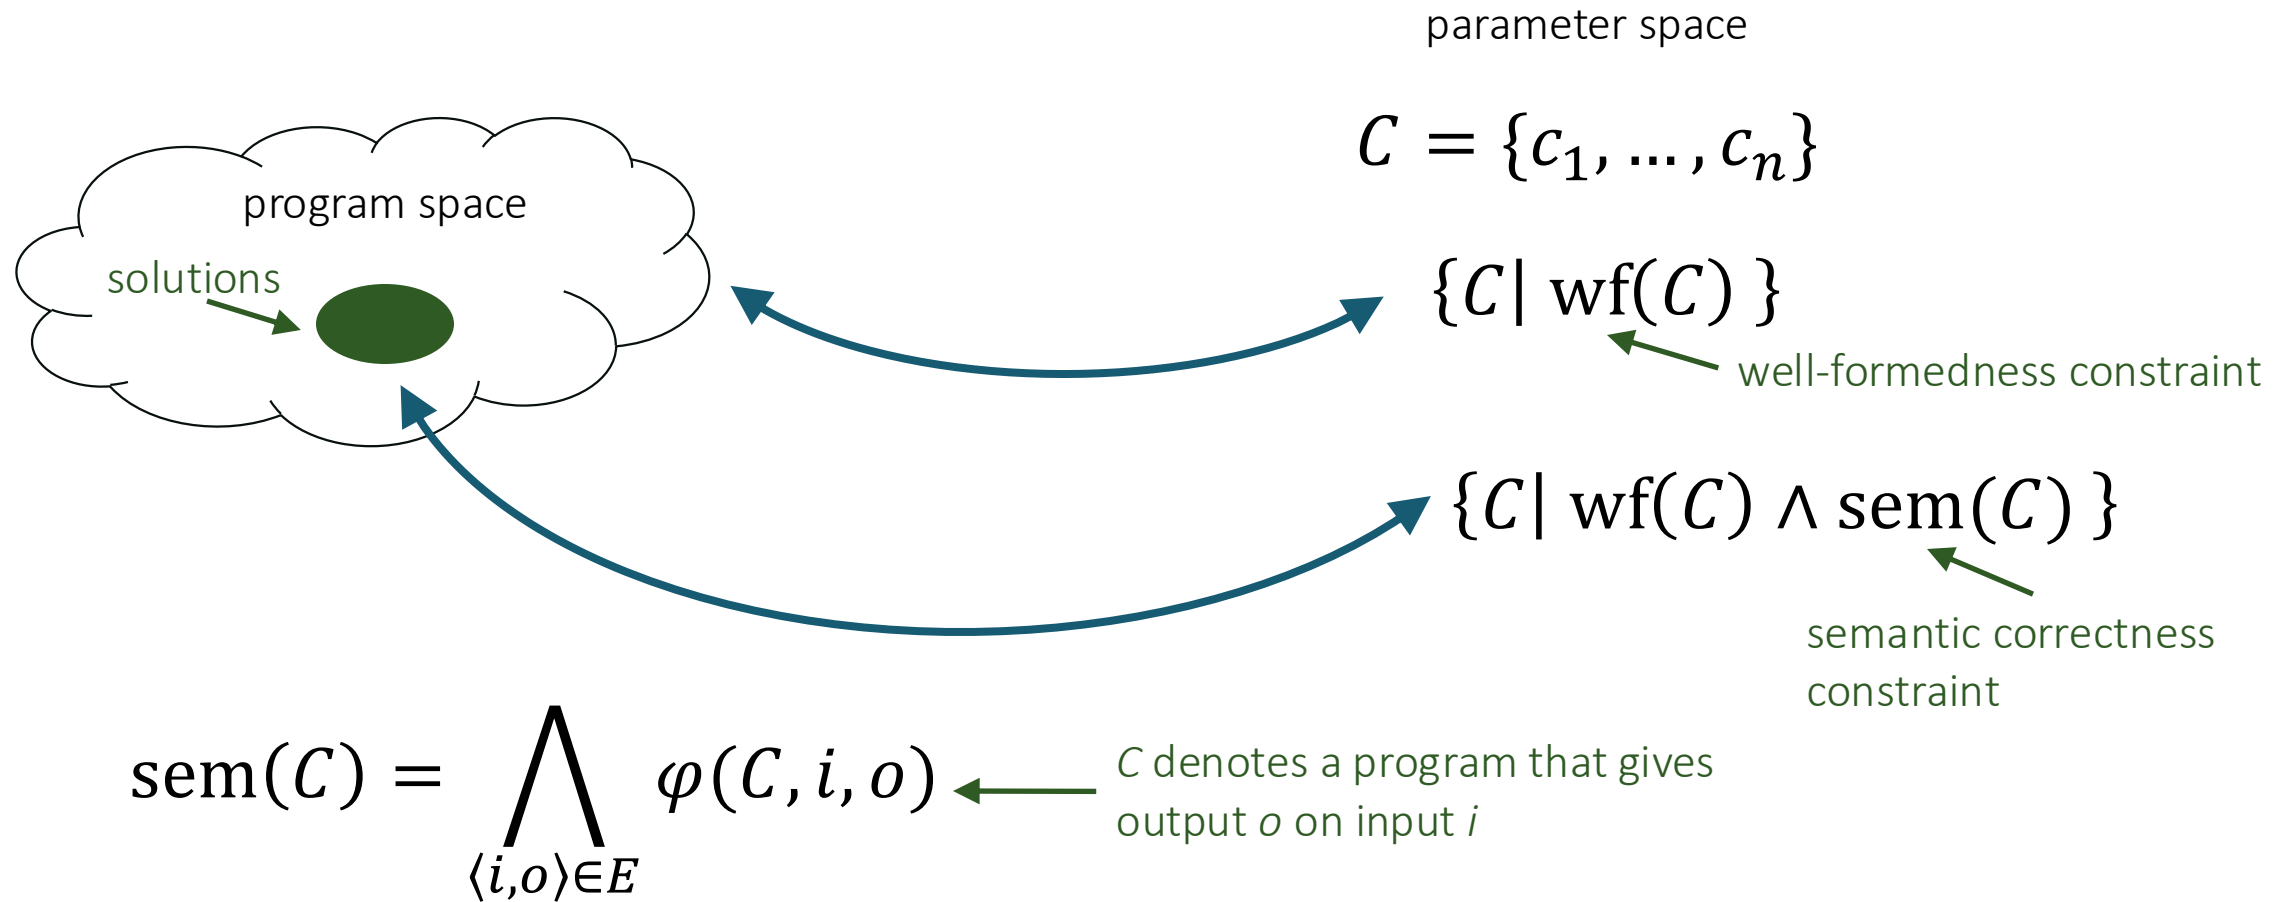 parameter space
C = {c₁, … , cₙ}
program space
solutions
{C| wf(C) }
well-formedness constraint
{C| wf(C) ∧ sem(C) }
semantic correctness
constraint
sem(C) = ⋀ φ(C, i, o)
⟨i,o⟩∈E
C denotes a program that gives
output o on input i